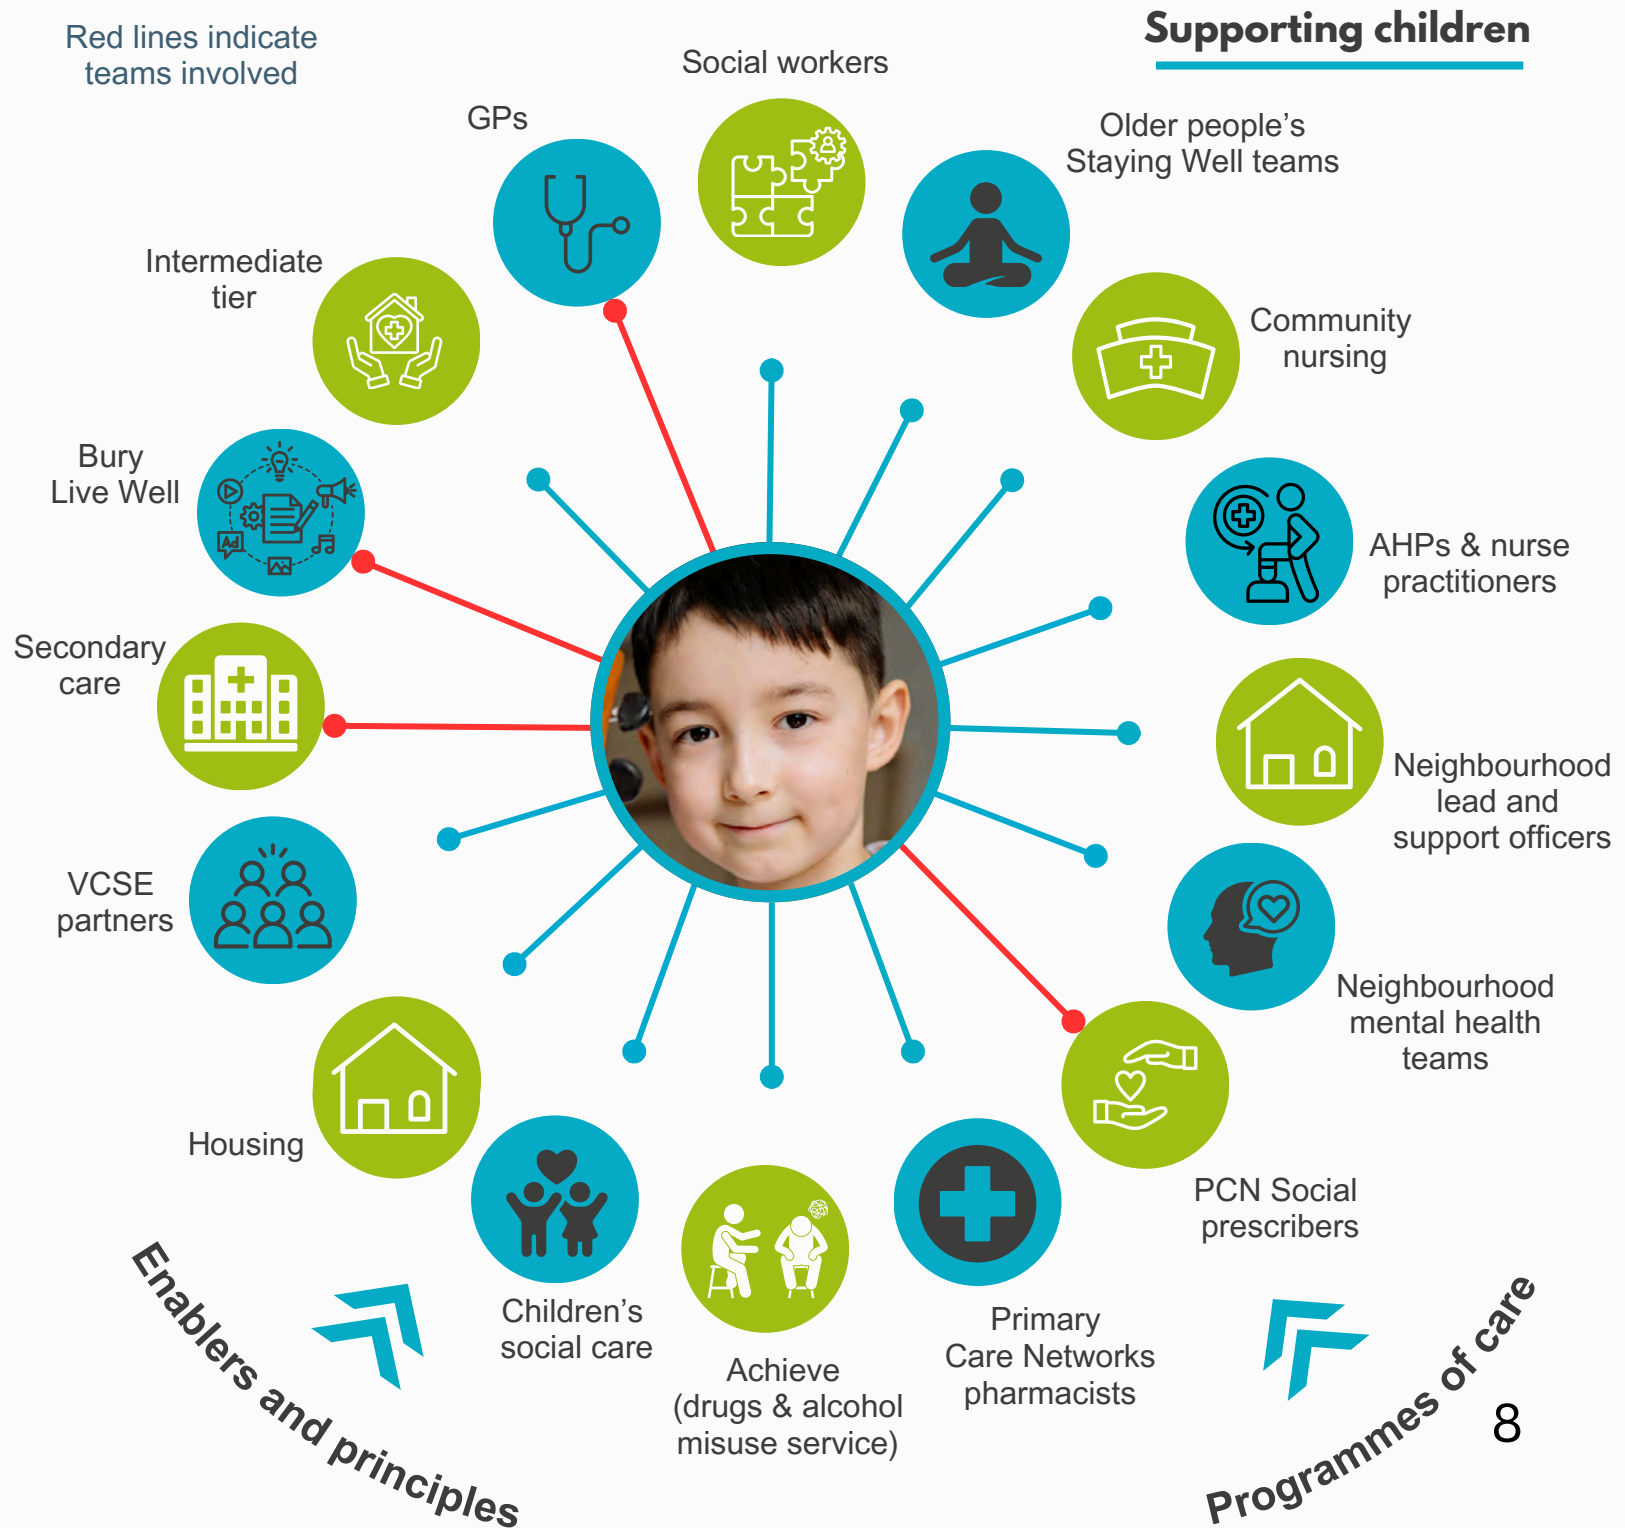 Red lines indicate
teams involved
Supporting children
Social workers
GPs
Older people's
Staying Well teams
Intermediate
tier
Community
nursing
Bury
Live Well
Ad
AHPs & nurse
practitioners
Secondary
care
Neighbourhood
lead and
support officers
VCSE
partners
Neighbourhood
mental health
teams
Housing
PCN Social
prescribers
Children's
social care
Achieve
(drugs & alcohol
misuse service)
Primary
Care Networks
pharmacists
Enablers and principles
Programmes of care
8